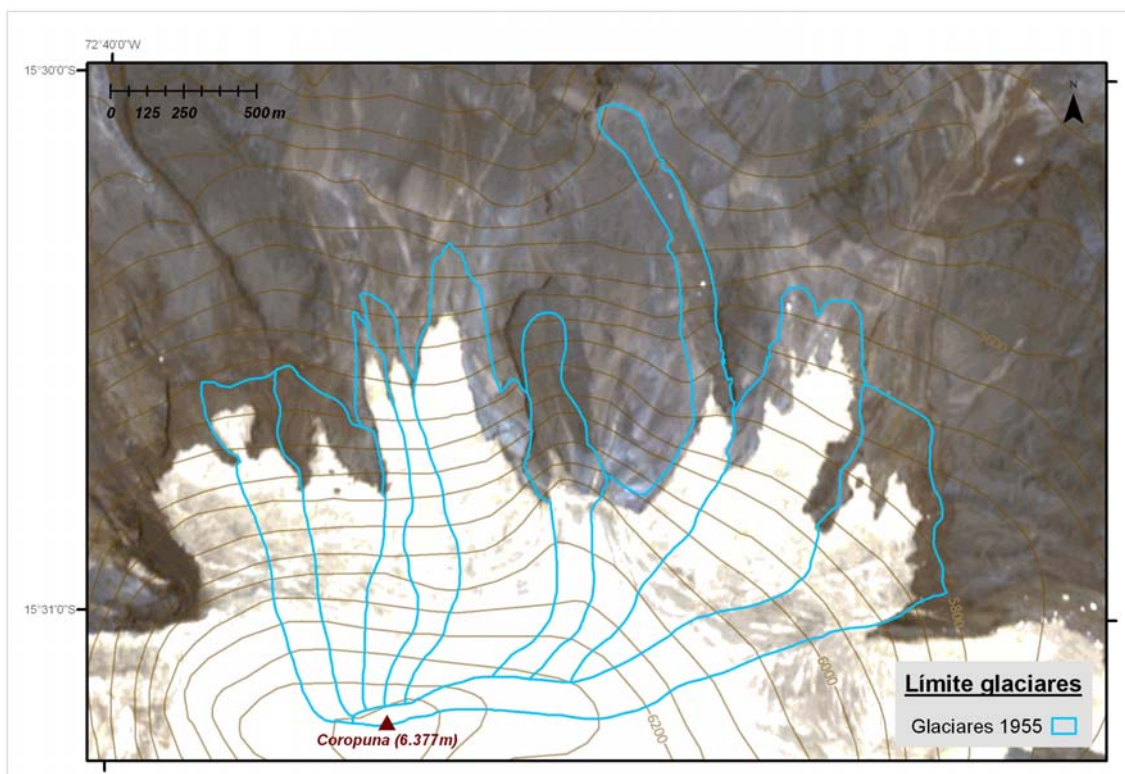 72°40'0"W
15°30'0"S
0 125 250 500 m
N
5600
15°31'0"S
5800
6000
6200
Límite glaciares
Glaciares 1955
Coropuna (6.377m)